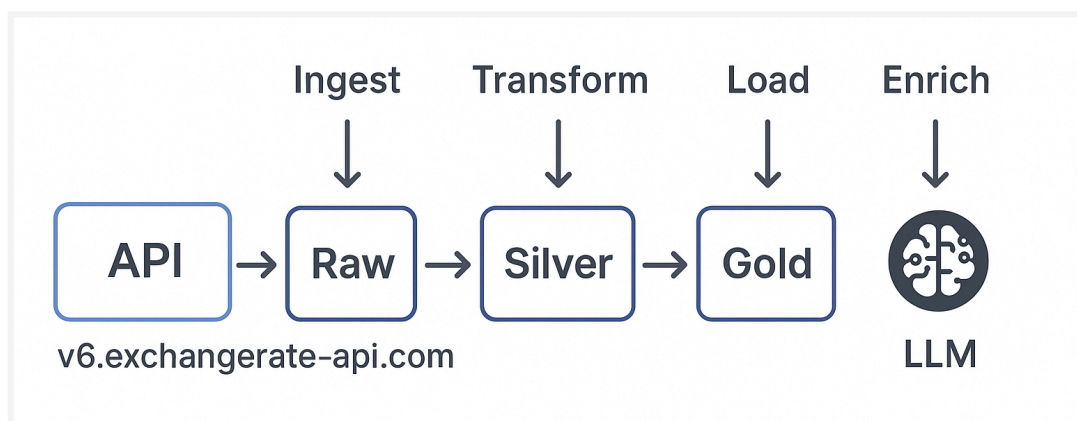 Ingest Transform Load Enrich
API Raw Silver Gold
v6.exchangerate-api.com LLM